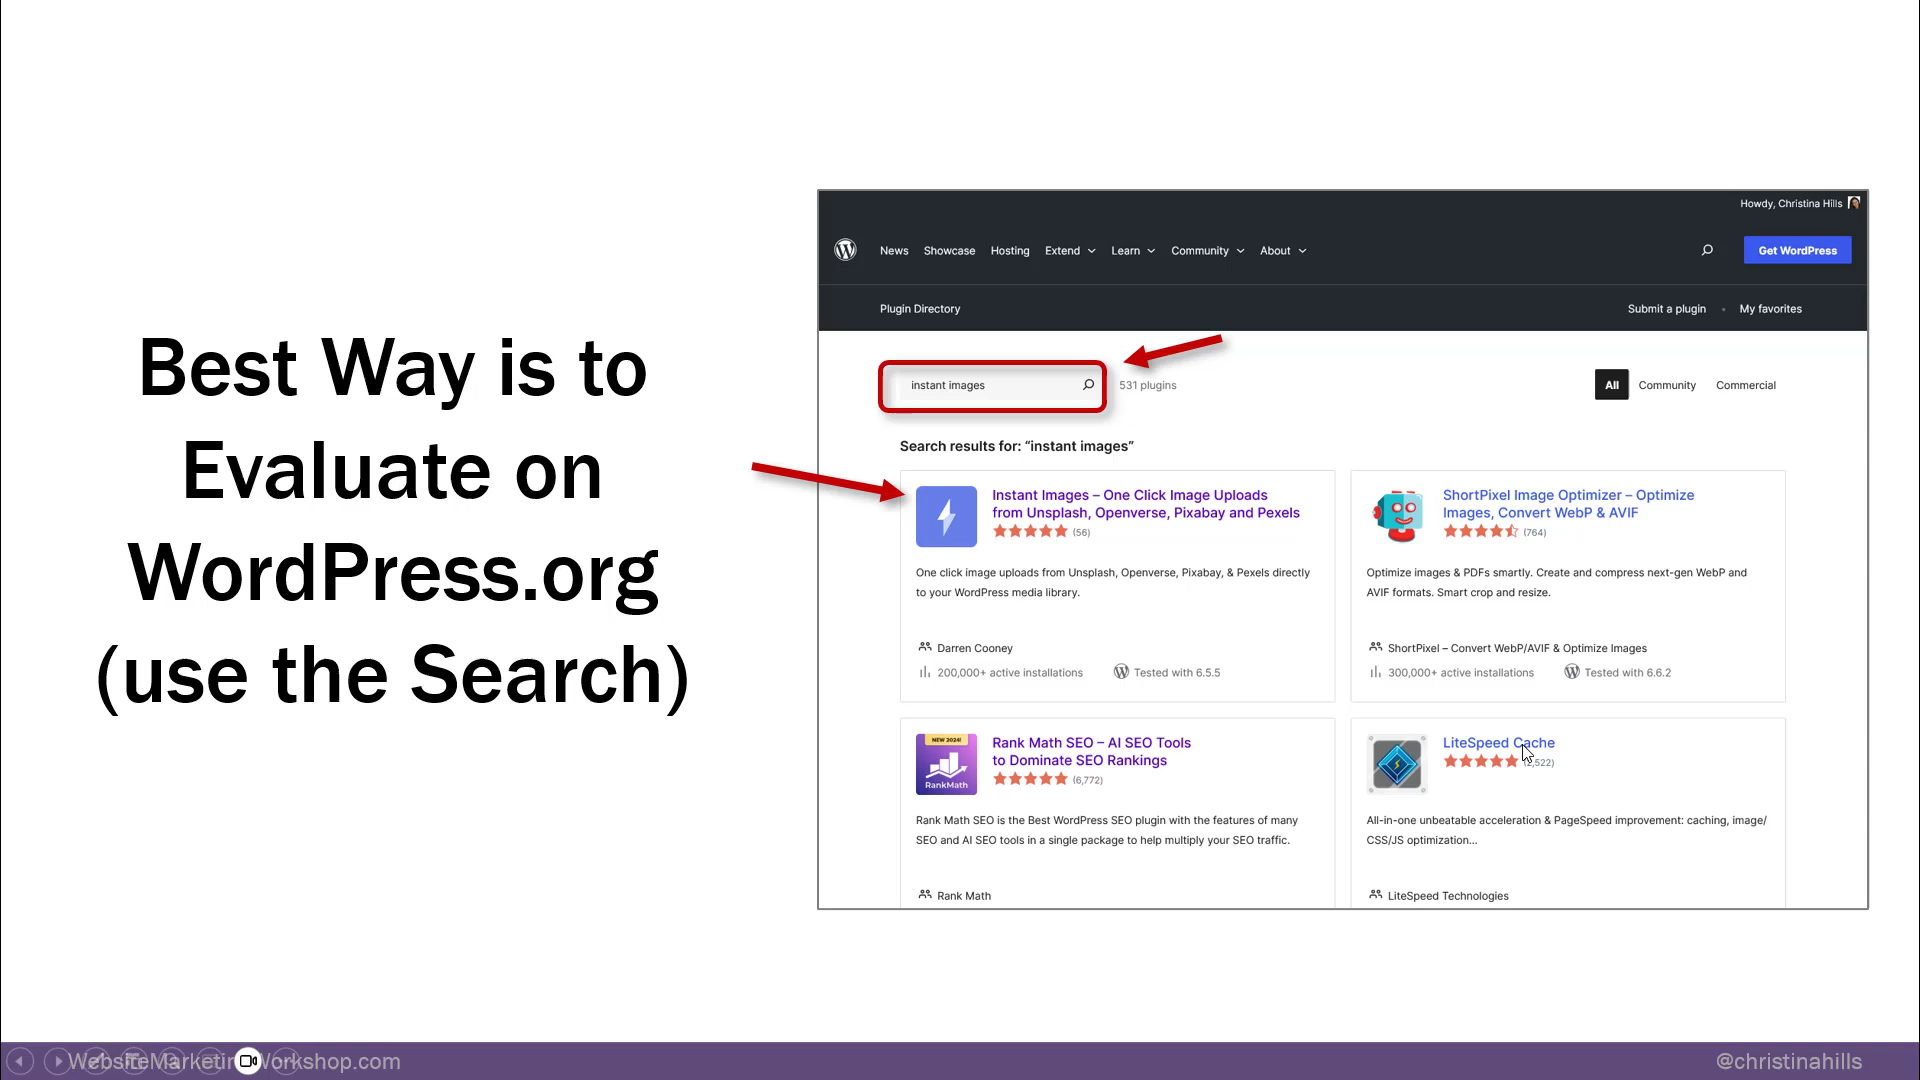 Best Way is to
Evaluate on
WordPress.org
(use the Search)
Howdy, Christina Hills
News Showcase Hosting Extend Learn Community About Get WordPress
Plugin Directory Submit a plugin • My favorites
instant images 531 plugins All Community Commercial
Search results for: “instant images”
Instant Images – One Click Image Uploads
from Unsplash, Openverse, Pixabay and Pexels
(56)
One click image uploads from Unsplash, Openverse, Pixabay, & Pexels directly
to your WordPress media library.
Darren Cooney
200,000+ active installations Tested with 6.5.5
ShortPixel Image Optimizer – Optimize
Images, Convert WebP & AVIF
(764)
Optimize images & PDFs smartly. Create and compress next-gen WebP and
AVIF formats. Smart crop and resize.
ShortPixel – Convert WebP/AVIF & Optimize Images
300,000+ active installations Tested with 6.6.2
NEW 2024!
RankMath
Rank Math SEO – AI SEO Tools
to Dominate SEO Rankings
(6,772)
Rank Math SEO is the Best WordPress SEO plugin with the features of many
SEO and AI SEO tools in a single package to help multiply your SEO traffic.
Rank Math
LiteSpeed Cache
(2,522)
All-in-one unbeatable acceleration & PageSpeed improvement: caching, image/
CSS/JS optimization...
LiteSpeed Technologies
WebsiteMarketingWorkshop.com
@christinahills